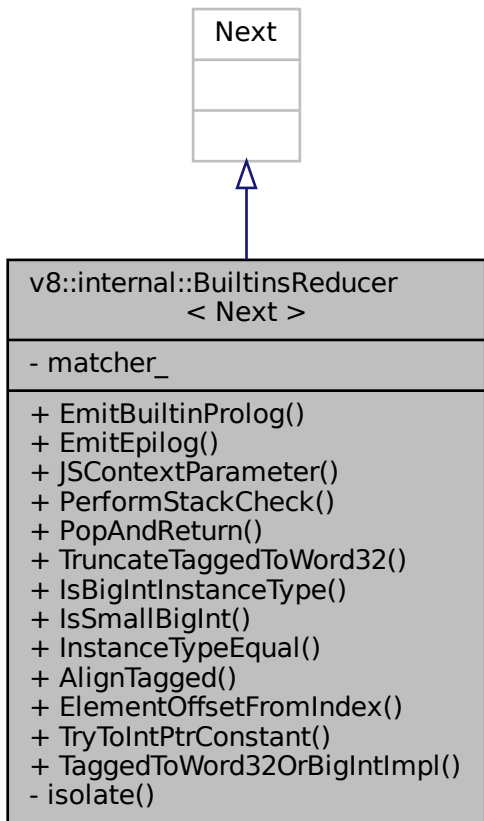 Next
v8::internal::BuiltinsReducer
< Next >
- matcher_
+ EmitBuiltinProlog()
+ EmitEpilog()
+ JSContextParameter()
+ PerformStackCheck()
+ PopAndReturn()
+ TruncateTaggedToWord32()
+ IsBigIntInstanceType()
+ IsSmallBigInt()
+ InstanceTypeEqual()
+ AlignTagged()
+ ElementOffsetFromIndex()
+ TryToIntPtrConstant()
+ TaggedToWord32OrBigIntImpl()
- isolate()